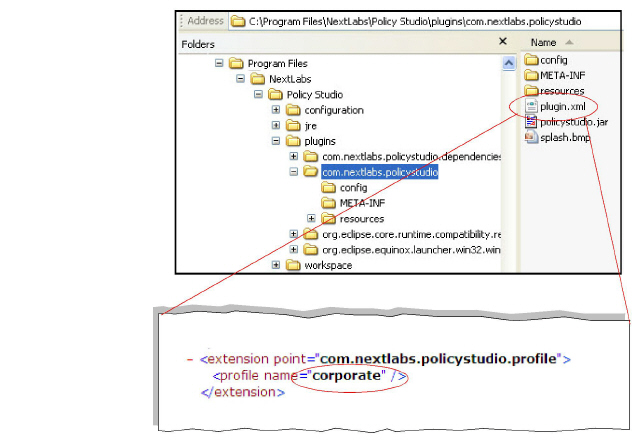 Address C:\Program Files\NextLabs\Policy Studio\plugins\com.nextlabs.policystudio
Folders
Program Files
NextLabs
Policy Studio
configuration
jre
plugins
com.nextlabs.policystudio.dependencies
com.nextlabs.policystudio
config
META-INF
resources
org.eclipse.core.runtime.compatibility.re
org.eclipse.equinox.launcher.win32.win
workspace
Name
config
META-INF
resources
plugin.xml
policystudio.jar
splash.bmp
- <extension point="com.nextlabs.policystudio.profile">
<profile name="corporate" />
</extension>